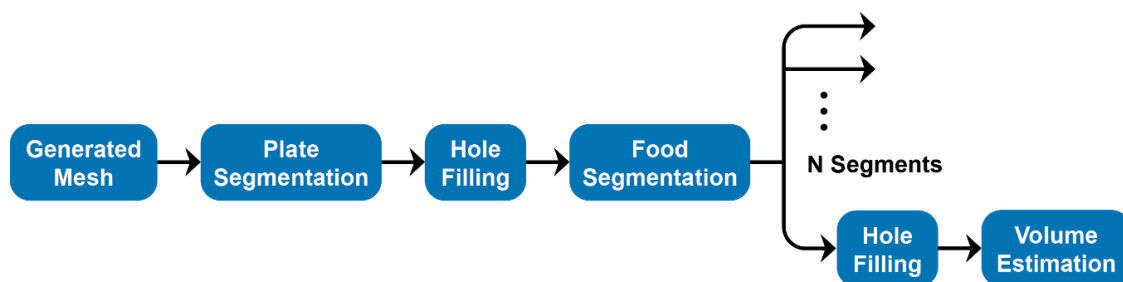 Generated
Mesh
Plate
Segmentation
Hole
Filling
Food
Segmentation
N Segments
Hole
Filling
Volume
Estimation